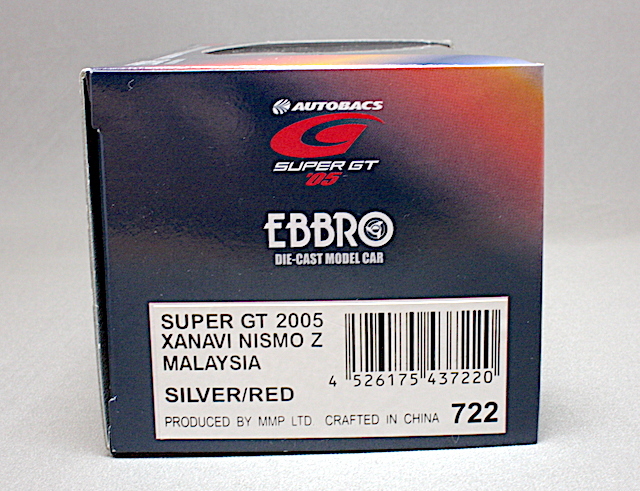 AUTOBACS
SUPER GT
'05
EBBRO
DIE-CAST MODEL CAR
SUPER GT 2005
XANAVI NISMO Z
MALAYSIA
4 526175 437220
SILVER/RED
PRODUCED BY MMP LTD CRAFTED IN CHINA 722